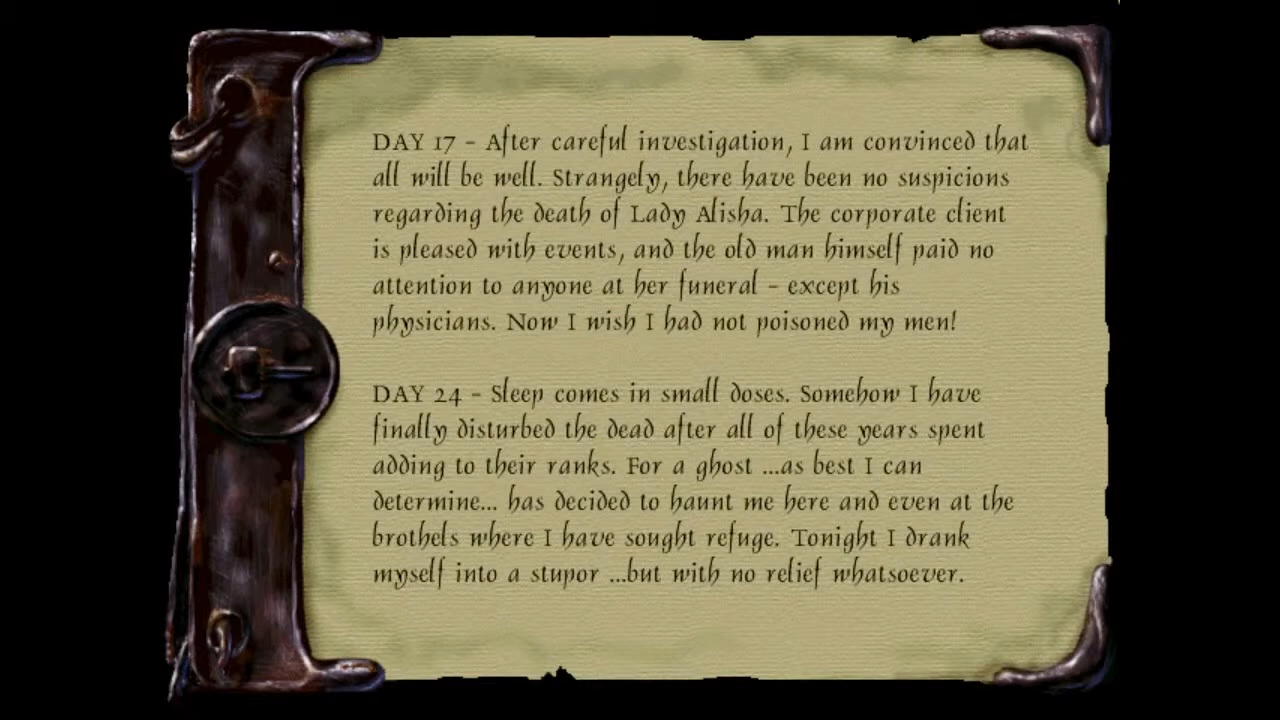 DAY 17 - After careful investigation, I am convinced that
all will be well. Strangely, there have been no suspicions
regarding the death of Lady Alisha. The corporate client
is pleased with events, and the old man himself paid no
attention to anyone at her funeral - except his
physicians. Now I wish I had not poisoned my men!
DAY 24 - Sleep comes in small doses. Somehow I have
finally disturbed the dead after all of these years spent
adding to their ranks. For a ghost ...as best I can
determine... has decided to haunt me here and even at the
brothels where I have sought refuge. Tonight I drank
myself into a stupor ...but with no relief whatsoever.